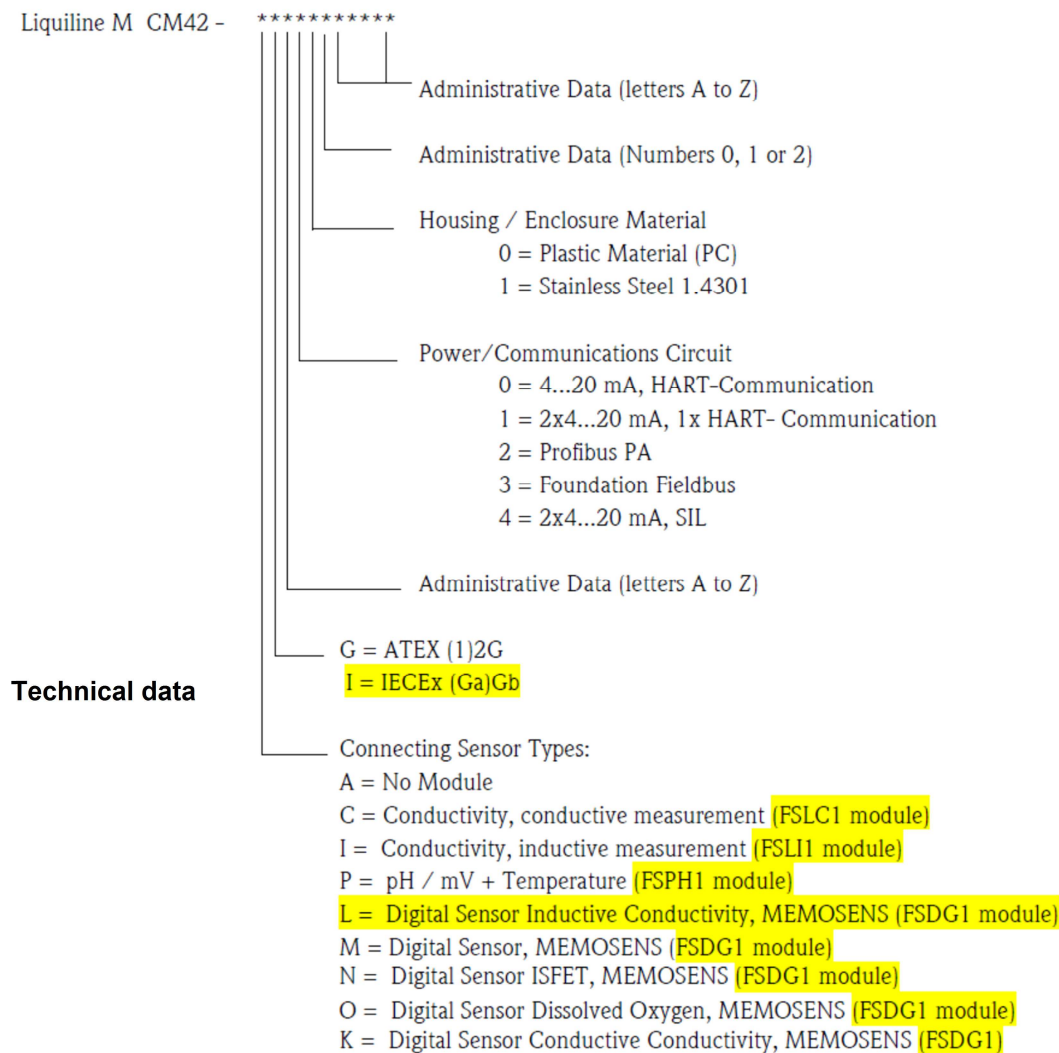 Liquiline M CM42 - ***********
Administrative Data (letters A to Z)
Administrative Data (Numbers 0, 1 or 2)
Housing / Enclosure Material
0 = Plastic Material (PC)
1 = Stainless Steel 1.4301
Power/Communications Circuit
0 = 4...20 mA, HART-Communication
1 = 2x4...20 mA, 1x HART- Communication
2 = Profibus PA
3 = Foundation Fieldbus
4 = 2x4...20 mA, SIL
Administrative Data (letters A to Z)
G = ATEX (1)2G
I = IECEx (Ga)Gb
Technical data
Connecting Sensor Types:
A = No Module
C = Conductivity, conductive measurement (FSLC1 module)
I = Conductivity, inductive measurement (FSLI1 module)
P = pH / mV + Temperature (FSPH1 module)
L = Digital Sensor Inductive Conductivity, MEMOSENS (FSDG1 module)
M = Digital Sensor, MEMOSENS (FSDG1 module)
N = Digital Sensor ISFET, MEMOSENS (FSDG1 module)
O = Digital Sensor Dissolved Oxygen, MEMOSENS (FSDG1 module)
K = Digital Sensor Conductive Conductivity, MEMOSENS (FSDG1)